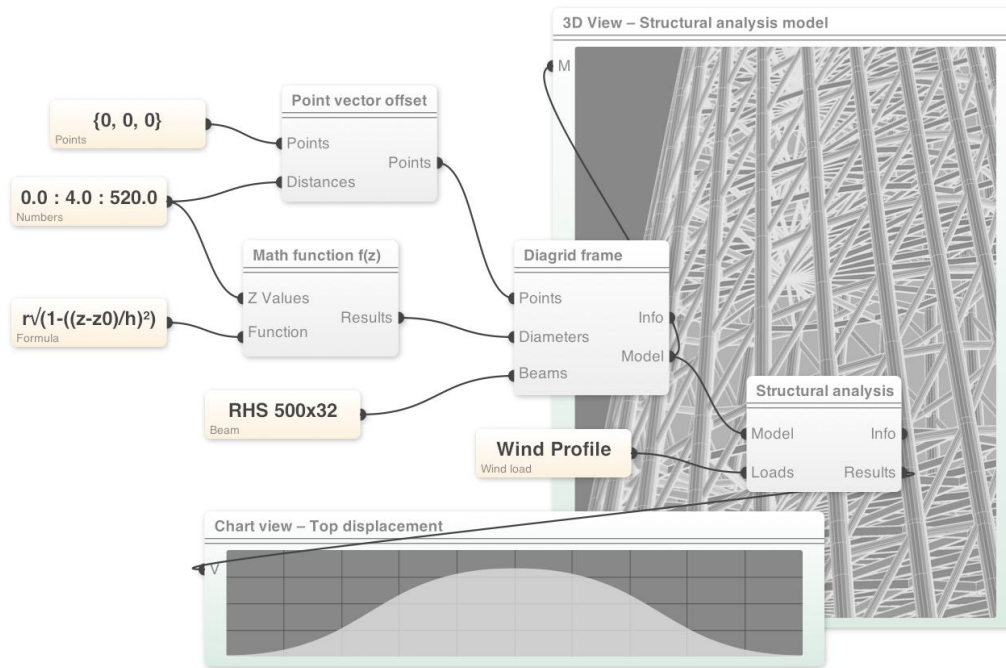 3D View – Structural analysis model
M
Point vector offset
{0, 0, 0}
Points
Points
Points
Distances
0.0 : 4.0 : 520.0
Numbers
Math function f(z)
Z Values
Results
Function
r√(1-((z-z0)/h)²)
Formula
Diagrid frame
Points
Info
Diameters
Model
Beams
RHS 500x32
Beam
Structural analysis
Model
Info
Loads
Results
Wind Profile
Wind load
Chart view – Top displacement
V